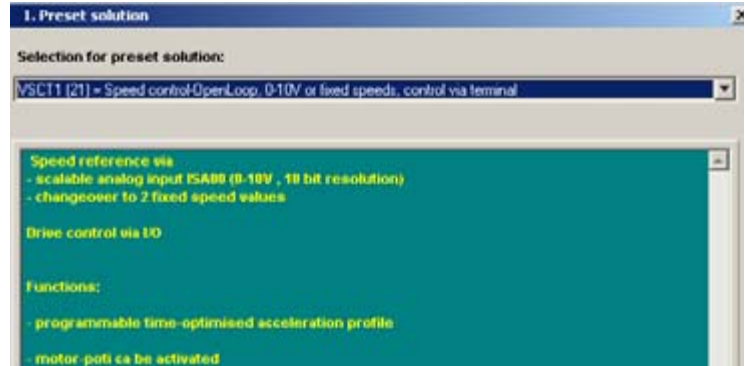 1. Preset solution
Selection for preset solution:
VSCT1 (21) = Speed control-OpenLoop, 0-10V or fixed speeds, control via terminal
Speed reference via
- scalable analog input ISA00 (0-10V , 10 bit resolution)
- changeover to 2 fixed speed values
Drive control via I/O
Functions:
- programmable time-optimised acceleration profile
- motor-poti ca be activated